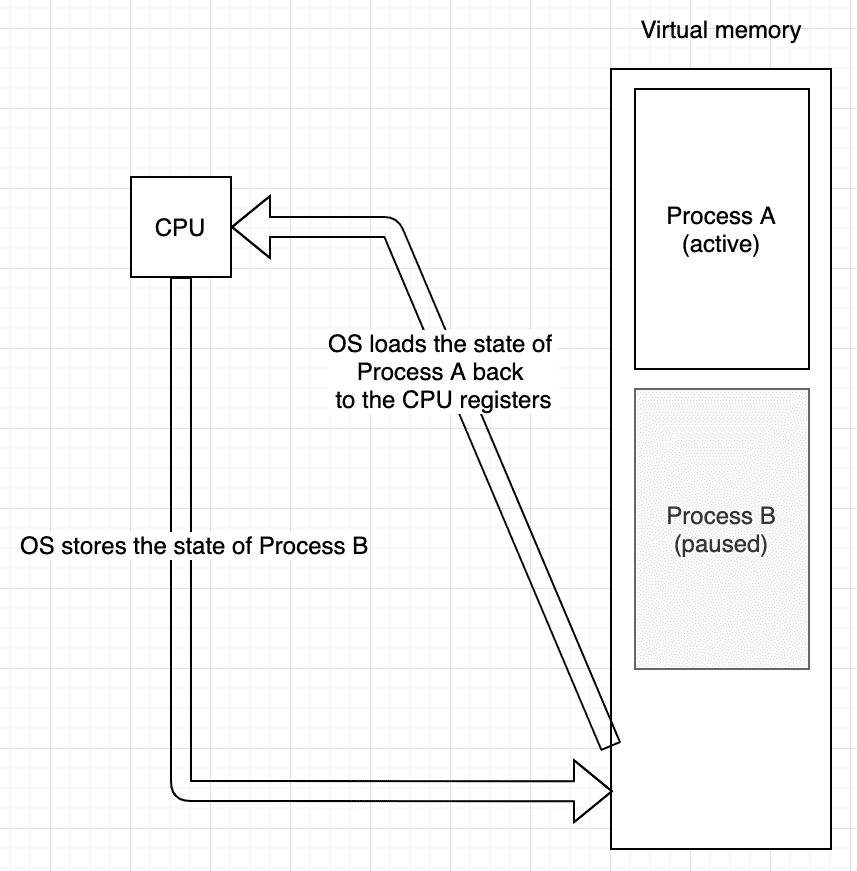 Virtual memory
Process A
(active)
CPU
OS loads the state of
Process A back
to the CPU registers
Process B
(paused)
OS stores the state of Process B